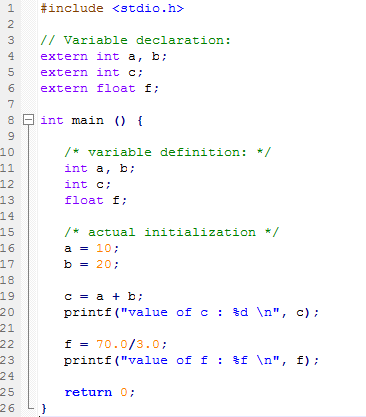 1 #include <stdio.h>
2
3 // Variable declaration:
4 extern int a, b;
5 extern int c;
6 extern float f;
7
8 int main () {
9
10 /* variable definition: */
11 int a, b;
12 int c;
13 float f;
14
15 /* actual initialization */
16 a = 10;
17 b = 20;
18
19 c = a + b;
20 printf("value of c : %d \n", c);
21
22 f = 70.0/3.0;
23 printf("value of f : %f \n", f);
24
25 return 0;
26 }